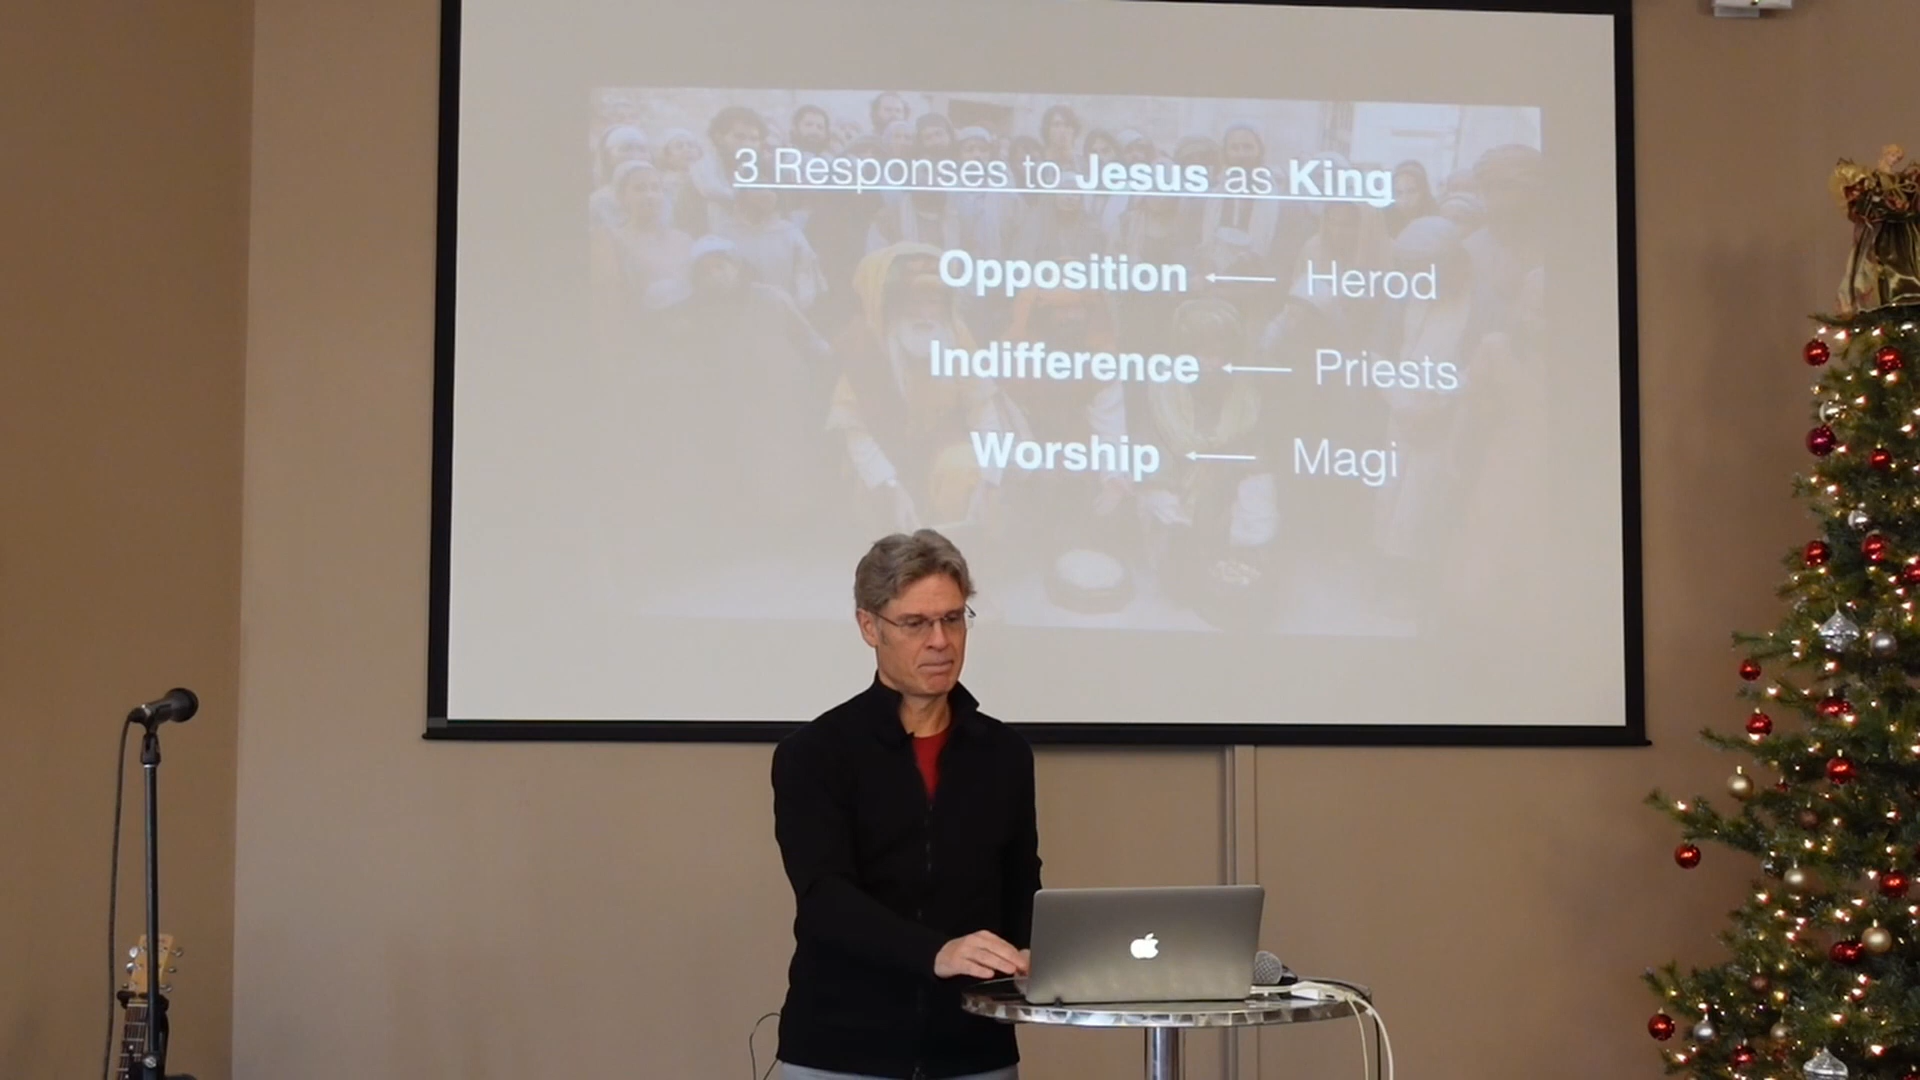 3 Responses to Jesus as King
Opposition ← Herod
Indifference ← Priests
Worship ← Magi